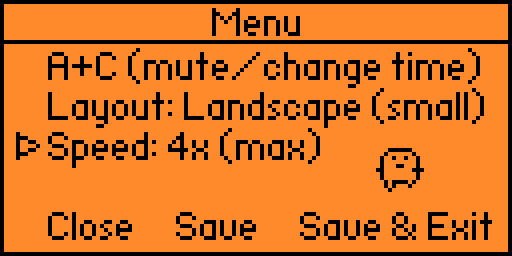 Menu
A+C (mute/change time)
Layout: Landscape (small)
Speed: 4x (max)
Close Save Save & Exit